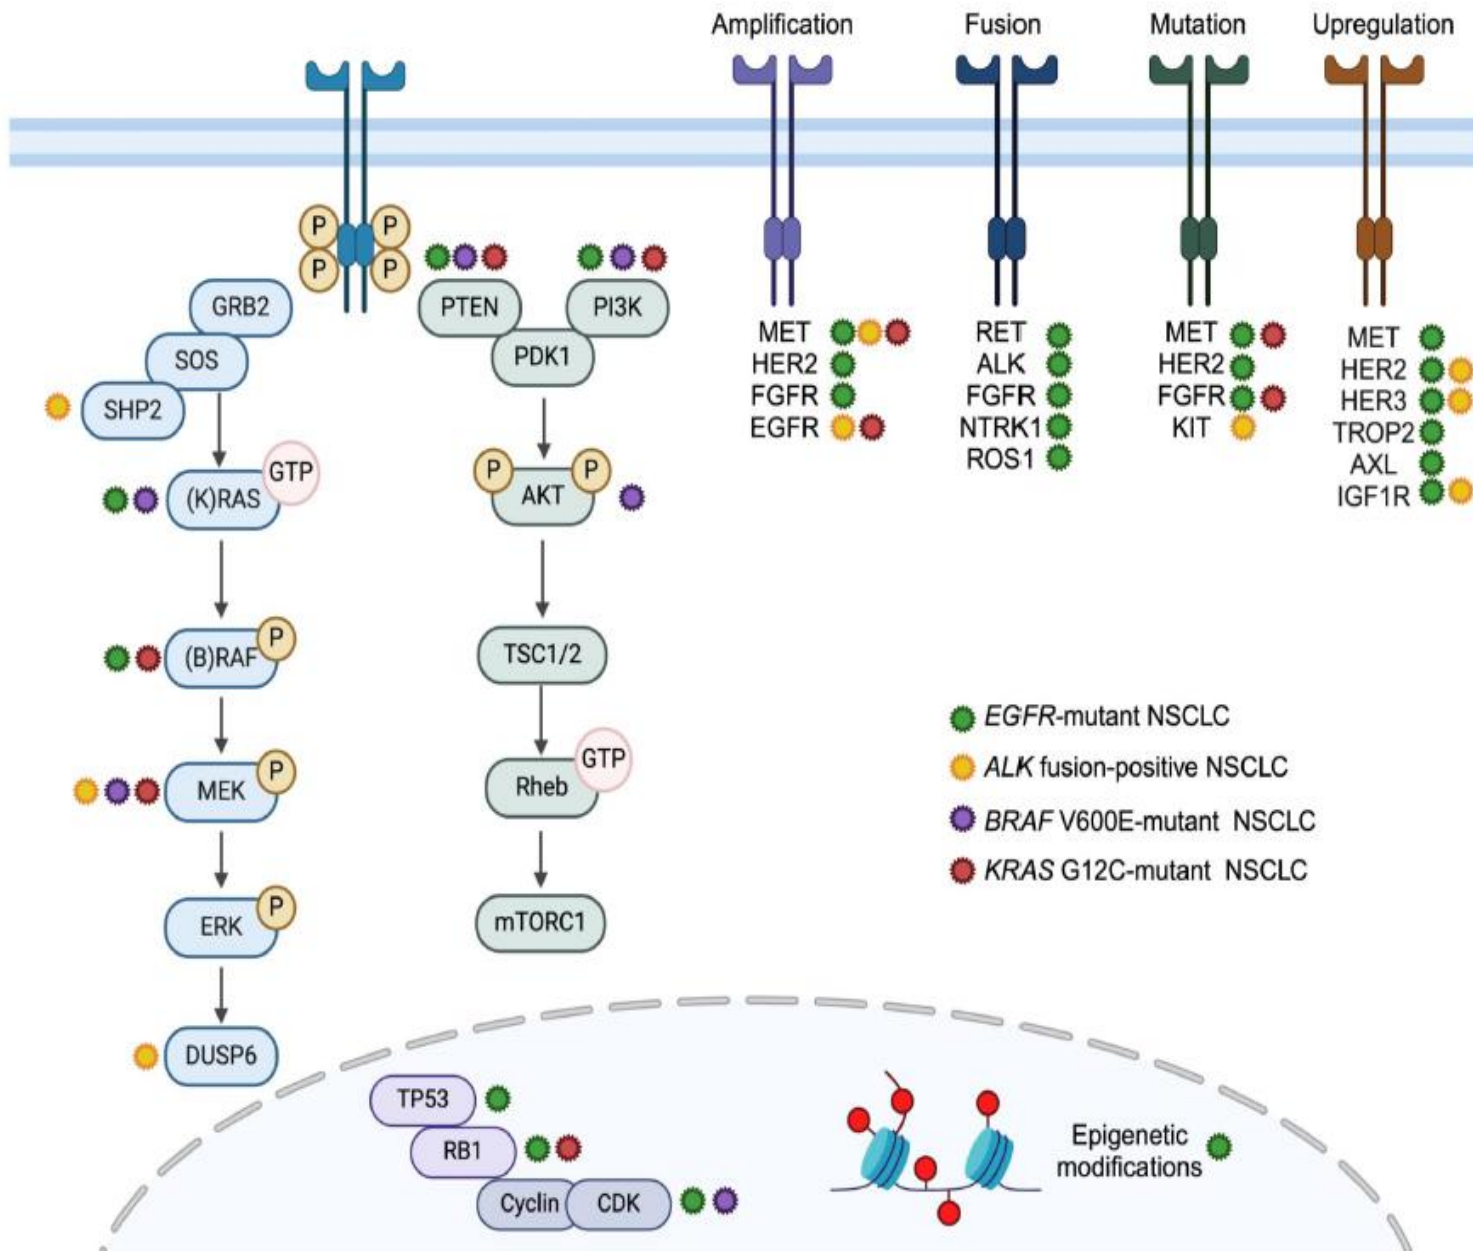 Amplification
Fusion
Mutation
Upregulation
P
P
P
P
GRB2
SOS
SHP2
GTP
(K)RAS
P
(B)RAF
P
MEK
P
ERK
DUSP6
PTEN
PI3K
PDK1
P
P
AKT
TSC1/2
GTP
Rheb
mTORC1
MET
HER2
FGFR
EGFR
RET
ALK
FGFR
NTRK1
ROS1
MET
HER2
FGFR
KIT
MET
HER2
HER3
TROP2
AXL
IGF1R
EGFR-mutant NSCLC
ALK fusion-positive NSCLC
BRAF V600E-mutant NSCLC
KRAS G12C-mutant NSCLC
TP53
RB1
Cyclin
CDK
Epigenetic
modifications